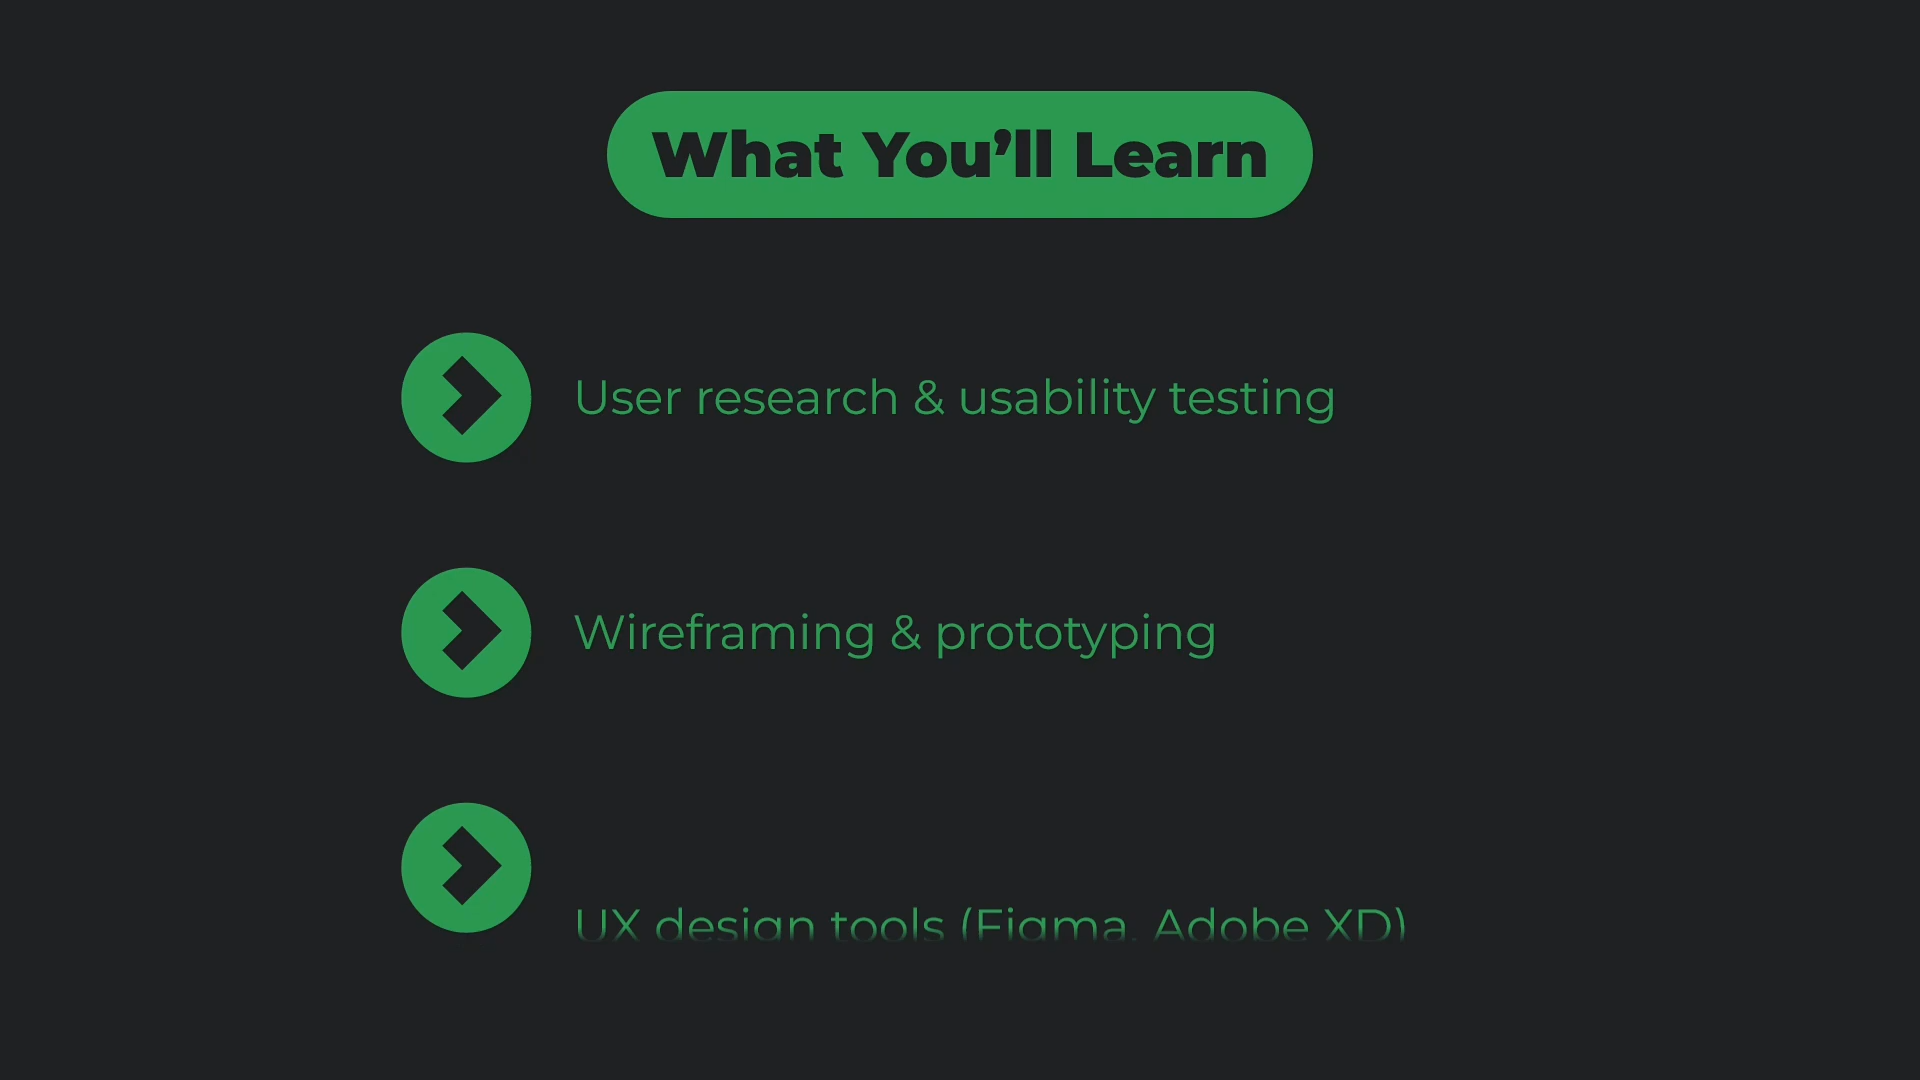 What You’ll Learn
User research & usability testing
Wireframing & prototyping
UX design tools (Figma, Adobe XD)